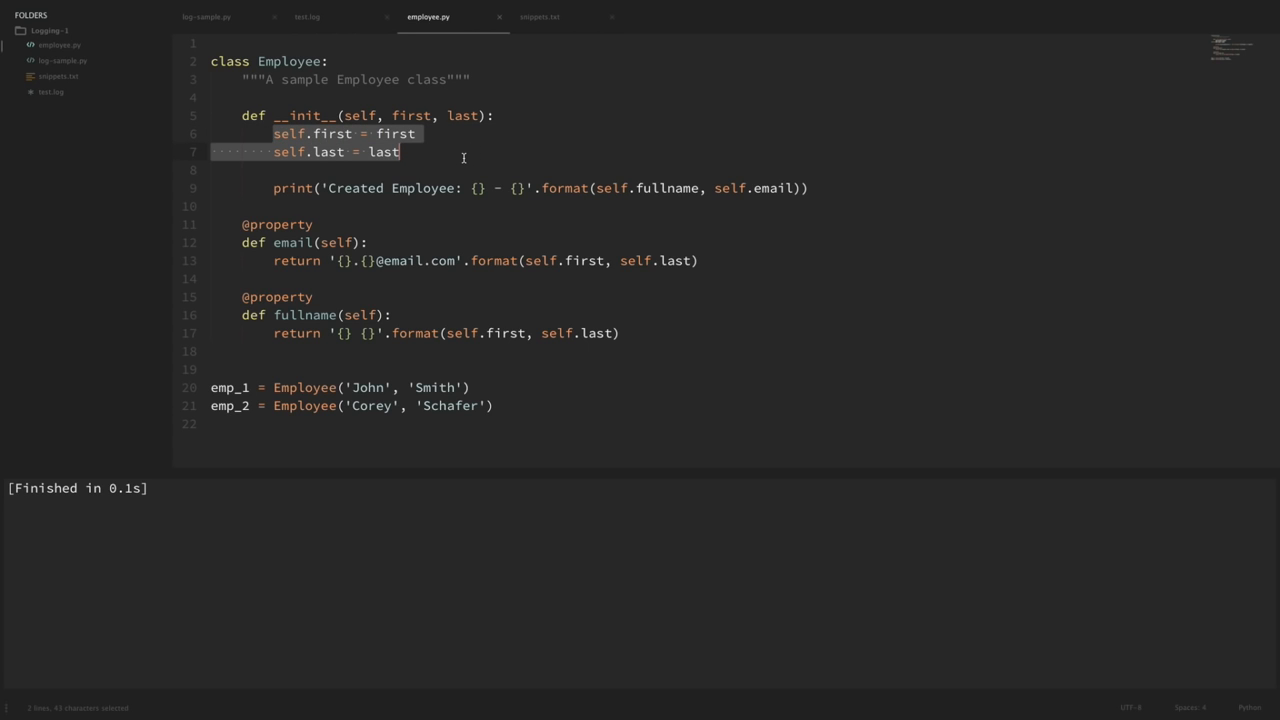 FOLDERS
Logging-1
employee.py
log-sample.py
snippets.txt
test.log
log-sample.py × test.log × employee.py × snippets.txt ×
1
2 class Employee:
3     """A sample Employee class"""
4
5     def __init__(self, first, last):
6         self.first = first
7         self.last = last
8
9         print('Created Employee: {} - {}'.format(self.fullname, self.email))
10
11     @property
12     def email(self):
13         return '{}.{}@email.com'.format(self.first, self.last)
14
15     @property
16     def fullname(self):
17         return '{} {}'.format(self.first, self.last)
18
19
20 emp_1 = Employee('John', 'Smith')
21 emp_2 = Employee('Corey', 'Schafer')
22
[Finished in 0.1s]
2 lines, 43 characters selected
UTF-8 Spaces: 4 Python